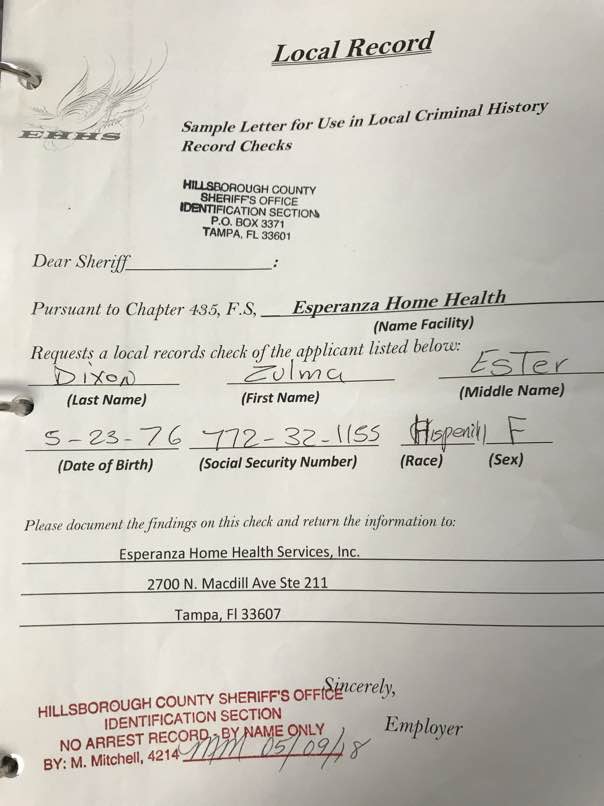 Local Record
EHHS
Sample Letter for Use in Local Criminal History
Record Checks
HILLSBOROUGH COUNTY
SHERIFF'S OFFICE
IDENTIFICATION SECTION
P.O. BOX 3371
TAMPA, FL 33601
Dear Sheriff_______________:
Pursuant to Chapter 435, F.S, Esperanza Home Health
(Name Facility)
Requests a local records check of the applicant listed below:
Dixon Zulma Ester
(Last Name) (First Name) (Middle Name)
5-23-76 772-32-1155 F
(Date of Birth) (Social Security Number) (Race) (Sex)
Please document the findings on this check and return the information to:
Esperanza Home Health Services, Inc.
2700 N. Macdill Ave Ste 211
Tampa, Fl 33607
Sincerely,
Employer
HILLSBOROUGH COUNTY SHERIFF'S OFFICE
IDENTIFICATION SECTION
NO ARREST RECORD - BY NAME ONLY
BY: M. Mitchell, 4214 MM 05/09/18